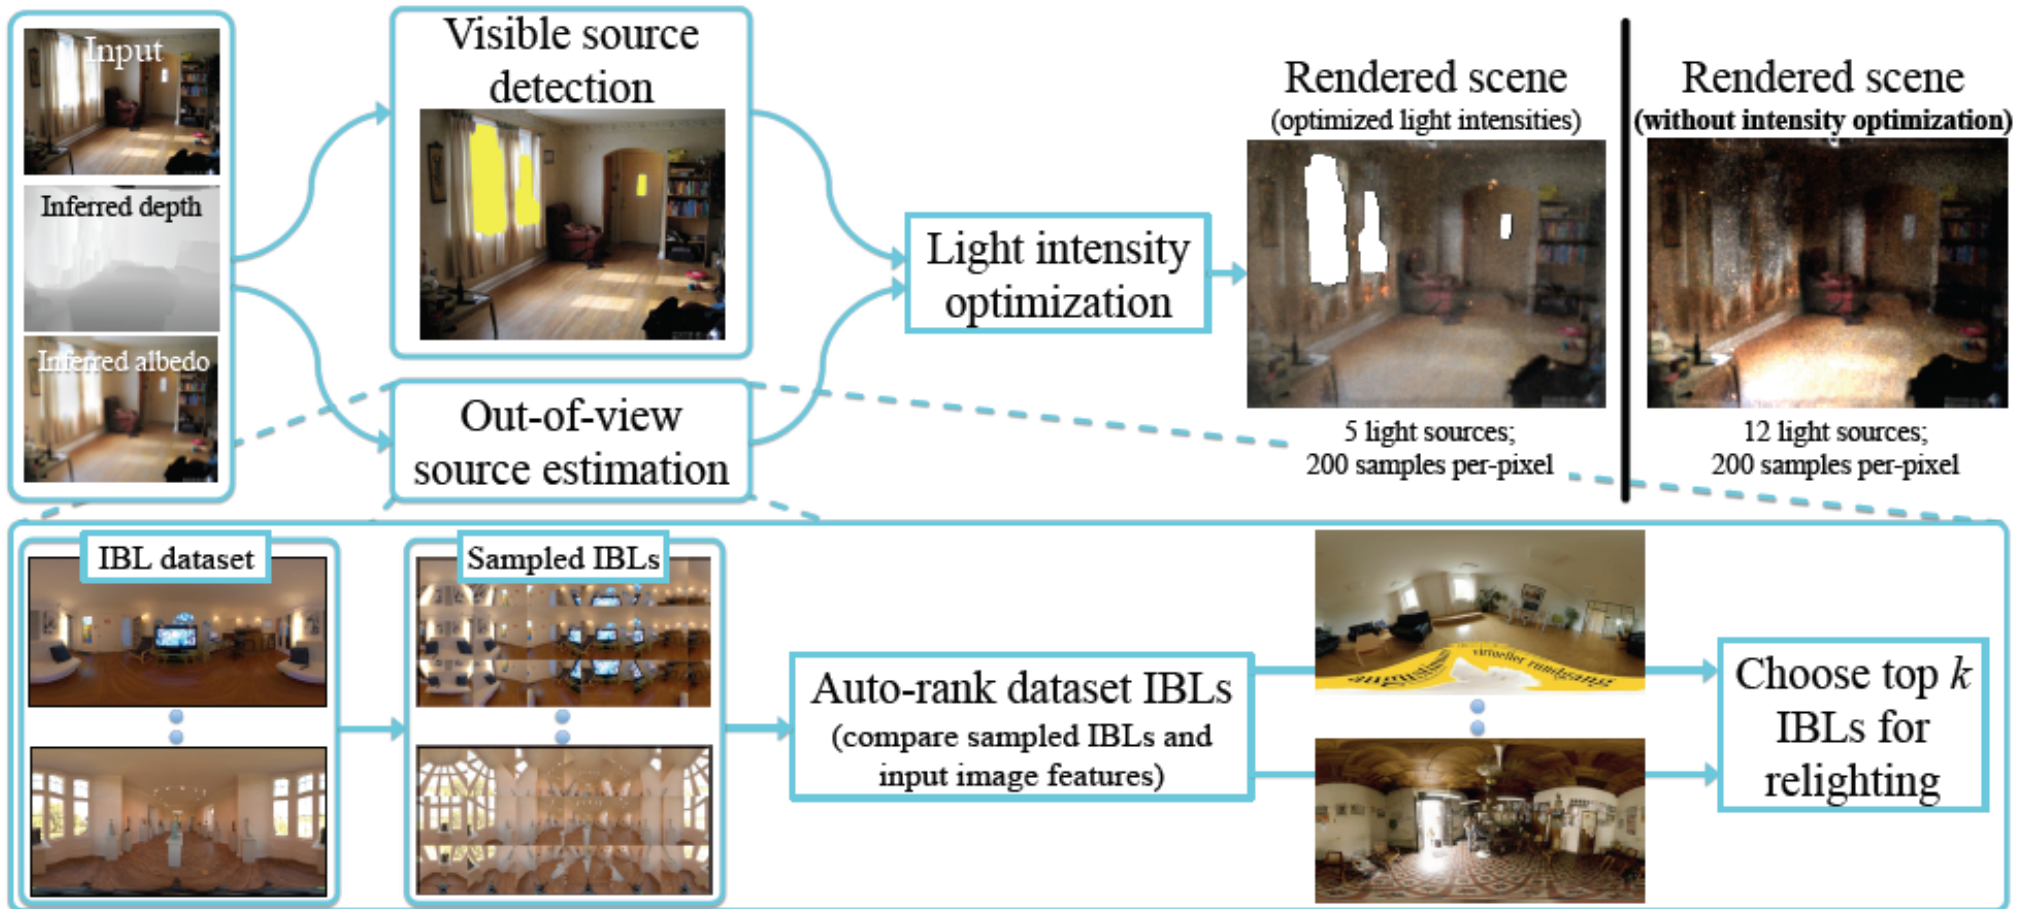 Input
Inferred depth
Inferred albedo
Visible source
detection
Out-of-view
source estimation
Light intensity
optimization
Rendered scene
(optimized light intensities)
5 light sources;
200 samples per-pixel
Rendered scene
(without intensity optimization)
12 light sources;
200 samples per-pixel
IBL dataset
Sampled IBLs
Auto-rank dataset IBLs
(compare sampled IBLs and
input image features)
virtueller rundgang
Choose top k
IBLs for
relighting